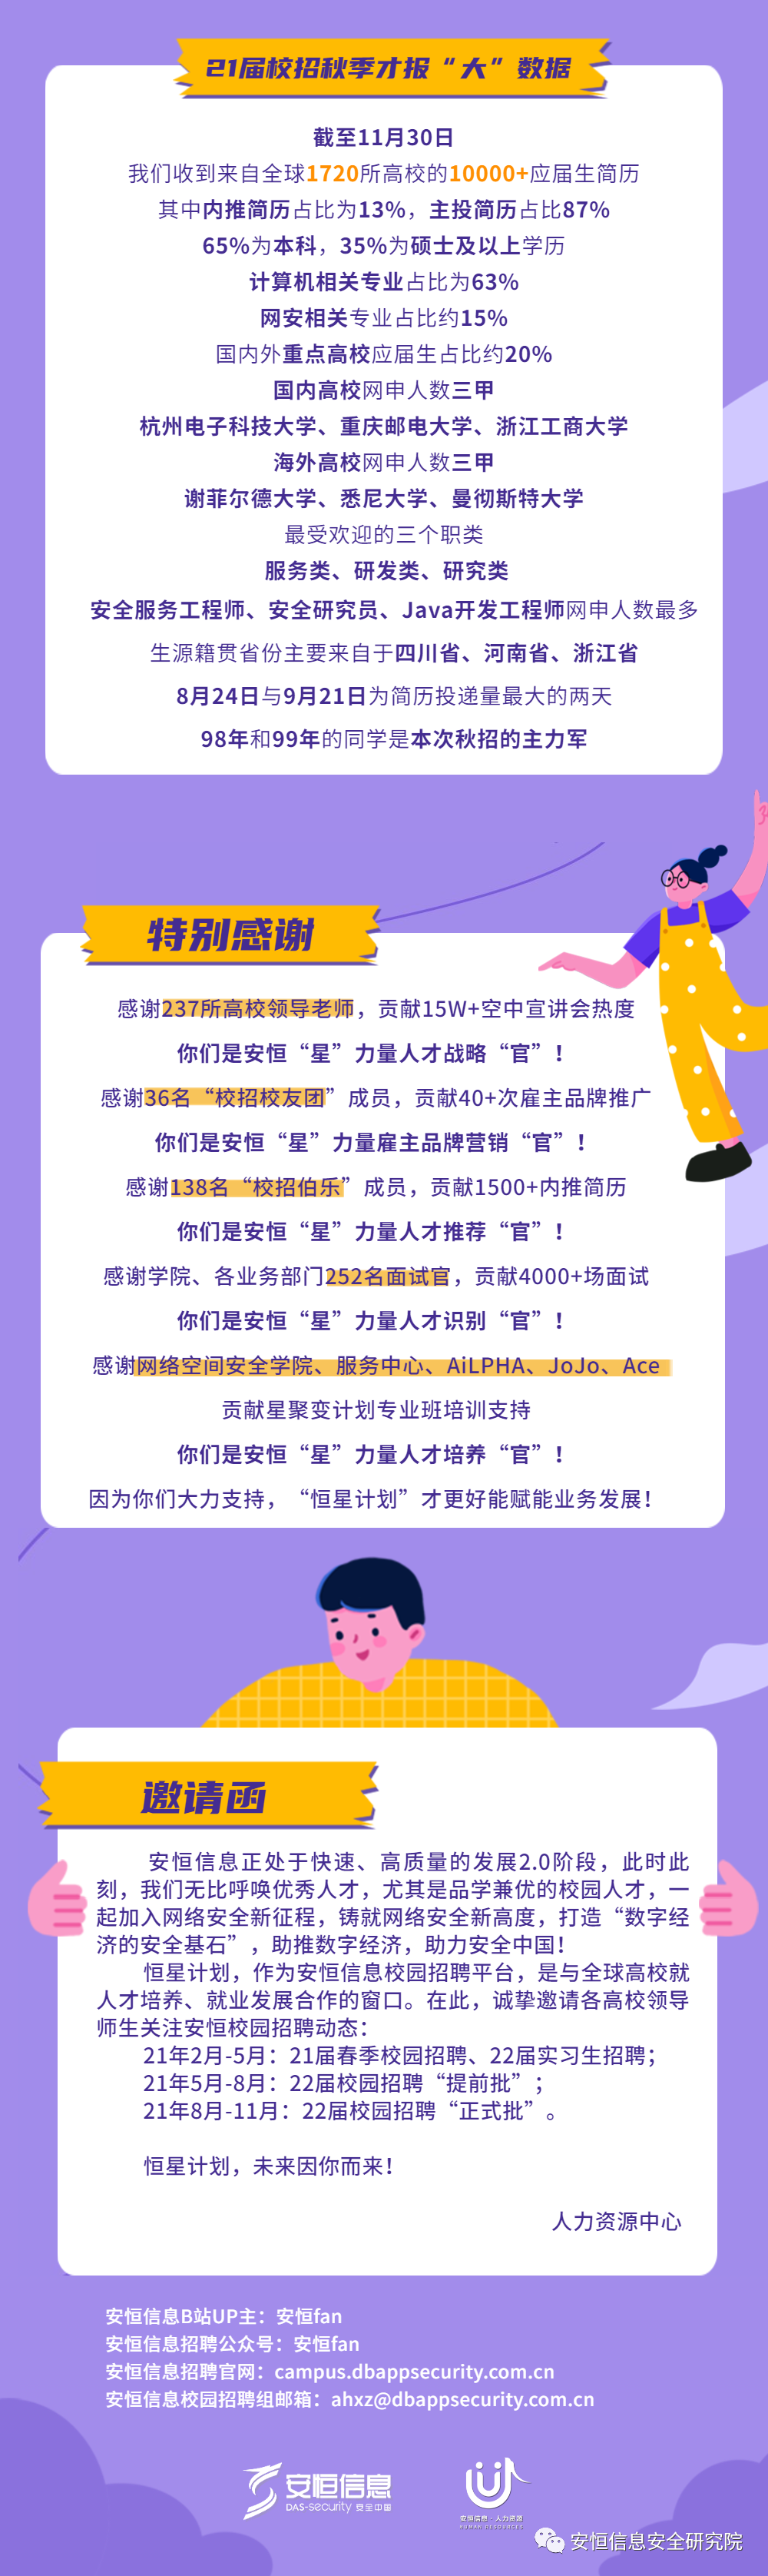 21届校招秋季才报“大”数据
截至11月30日
我们收到来自全球1720所高校的10000+应届生简历
其中内推简历占比为13%，主投简历占比87%
65%为本科，35%为硕士及以上学历
计算机相关专业占比为63%
网安相关专业占比约15%
国内外重点高校应届生占比约20%
国内高校网申人数三甲
杭州电子科技大学、重庆邮电大学、浙江工商大学
海外高校网申人数三甲
谢菲尔德大学、悉尼大学、曼彻斯特大学
最受欢迎的三个职类
服务类、研发类、研究类
安全服务工程师、安全研究员、Java开发工程师网申人数最多
生源籍贯省份主要来自于四川省、河南省、浙江省
8月24日与9月21日为简历投递量最大的两天
98年和99年的同学是本次秋招的主力军
特别感谢
感谢237所高校领导老师，贡献15W+空中宣讲会热度
你们是安恒“星”力量人才战略“官”！
感谢36名“校招校友团”成员，贡献40+次雇主品牌推广
你们是安恒“星”力量雇主品牌营销“官”！
感谢138名“校招伯乐”成员，贡献1500+内推简历
你们是安恒“星”力量人才推荐“官”！
感谢学院、各业务部门252名面试官，贡献4000+场面试
你们是安恒“星”力量人才识别“官”！
感谢网络空间安全学院、服务中心、AiLPHA、JoJo、Ace
贡献星聚变计划专业班培训支持
你们是安恒“星”力量人才培养“官”！
因为你们大力支持，“恒星计划”才更好能赋能业务发展！
邀请函
安恒信息正处于快速、高质量的发展2.0阶段，此时此
刻，我们无比呼唤优秀人才，尤其是品学兼优的校园人才，一
起加入网络安全新征程，铸就网络安全新高度，打造“数字经
济的安全基石”，助推数字经济，助力安全中国！
恒星计划，作为安恒信息校园招聘平台，是与全球高校就
人才培养、就业发展合作的窗口。在此，诚挚邀请各高校领导
师生关注安恒校园招聘动态：
21年2月-5月：21届春季校园招聘、22届实习生招聘；
21年5月-8月：22届校园招聘“提前批”；
21年8月-11月：22届校园招聘“正式批”。
恒星计划，未来因你而来！
人力资源中心
安恒信息B站UP主：安恒fan
安恒信息招聘公众号：安恒fan
安恒信息招聘官网：campus.dbappsecurity.com.cn
安恒信息校园招聘组邮箱：ahxz@dbappsecurity.com.cn
安恒信息
DAS-security 安全中国
安恒信息·人力资源
HUMAN RESOURCES
安恒信息安全研究院